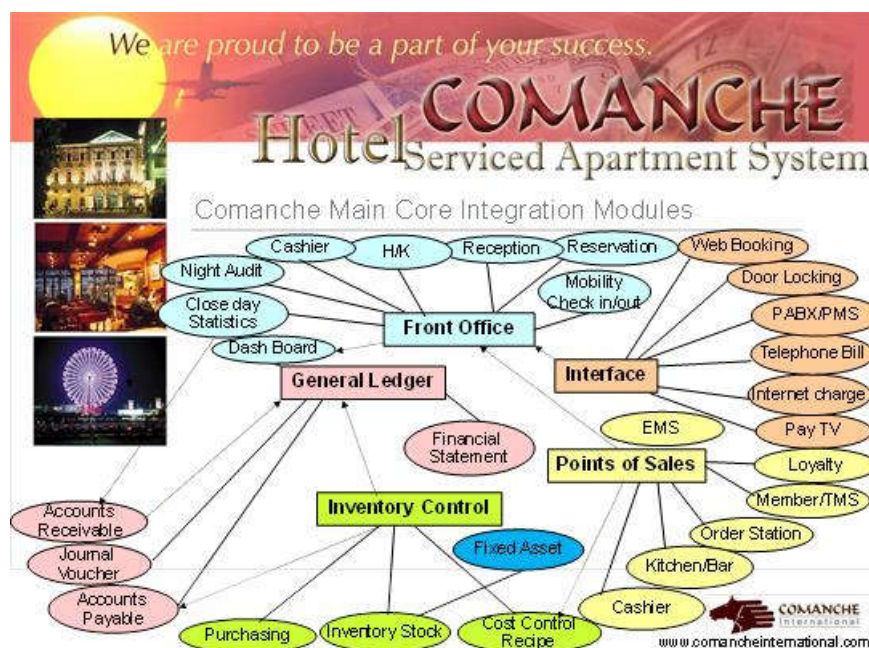 We are proud to be a part of your success.
COMANCHE
Hotel Serviced Apartment System
Comanche Main Core Integration Modules
Cashier
H/K
Reception
Reservation
Web Booking
Night Audit
Mobility
Check in/out
Door Locking
Close day
Statistics
PABX/PMS
Front Office
Dash Board
Telephone Bill
General Ledger
Interface
Internet charge
EMS
Pay TV
Financial
Statement
Points of Sales
Loyalty
Member/TMS
Accounts
Receivable
Inventory Control
Order Station
Journal
Voucher
Fixed Asset
Kitchen/Bar
Accounts
Payable
Cashier
Purchasing
Inventory Stock
Cost Control
Recipe
COMANCHE
International
www.comancheinternational.com